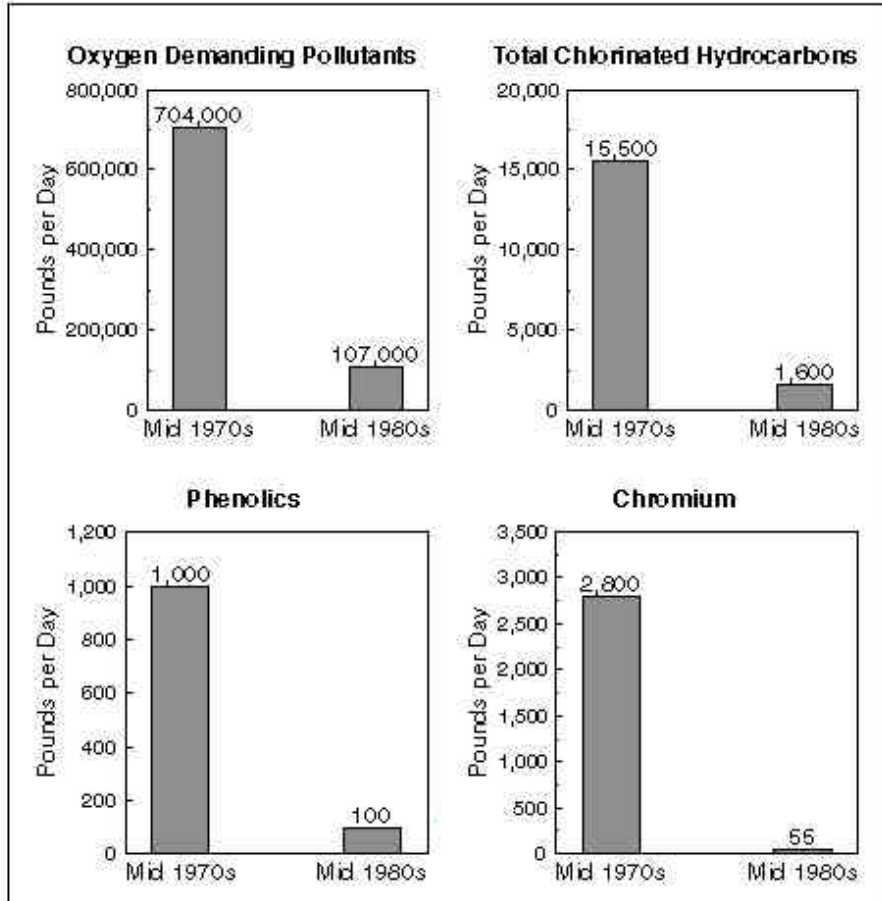 Oxygen Demanding Pollutants
Pounds per Day
800,000
600,000
400,000
200,000
0
704,000
107,000
Mid 1970s
Mid 1980s
Total Chlorinated Hydrocarbons
Pounds per Day
20,000
15,000
10,000
5,000
0
15,500
1,600
Mid 1970s
Mid 1980s
Phenolics
Pounds per Day
1,200
1,000
800
600
400
200
0
1,000
100
Mid 1970s
Mid 1980s
Chromium
Pounds per Day
3,500
3,000
2,500
2,000
1,500
1,000
500
0
2,800
55
Mid 1970s
Mid 1980s